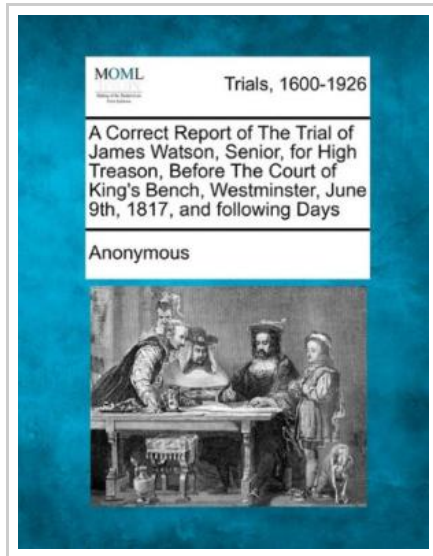 MOML
Trials, 1600-1926
A Correct Report of The Trial of
James Watson, Senior, for High
Treason, Before The Court of
King's Bench, Westminster, June
9th, 1817, and following Days
Anonymous